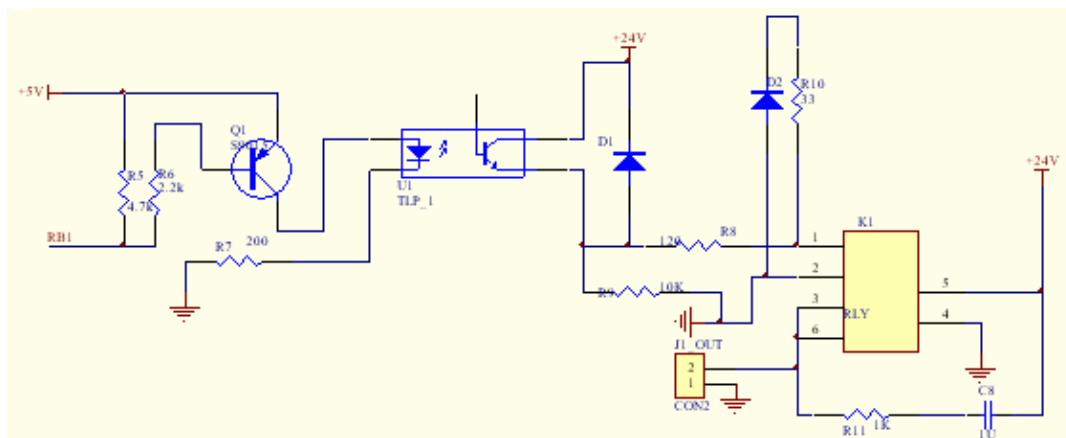 +24V
+5V
Q1
D1
D2
R10
33
R5
4.7k
R6
2.2k
U1
TLP_1
+24V
RB1
R7
200
120
R8
K1
1
2
3
6
5
4
RLY
R9
10K
J1_OUT
2
1
CON2
C8
1U
R11
1K